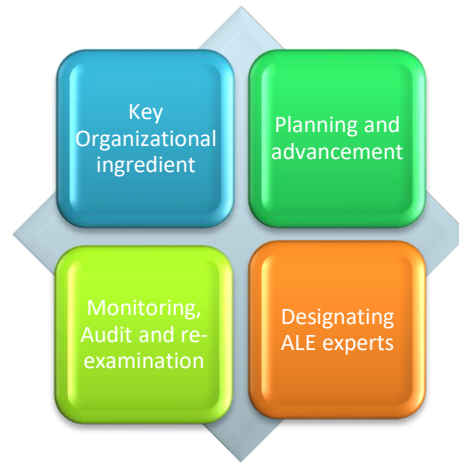 Key
Organizational
ingredient
Planning and
advancement
Monitoring,
Audit and re-
examination
Designating
ALE experts